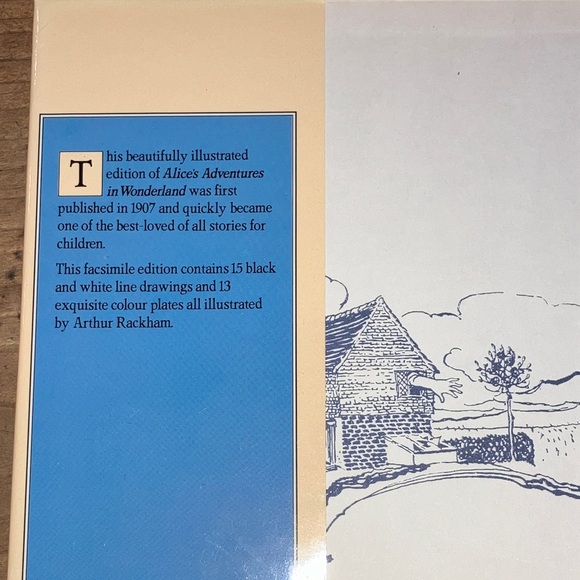 This beautifully illustrated
edition of Alice's Adventures
in Wonderland was first
published in 1907 and quickly became
one of the best-loved of all stories for
children.
This facsimile edition contains 15 black
and white line drawings and 13
exquisite colour plates all illustrated
by Arthur Rackham.